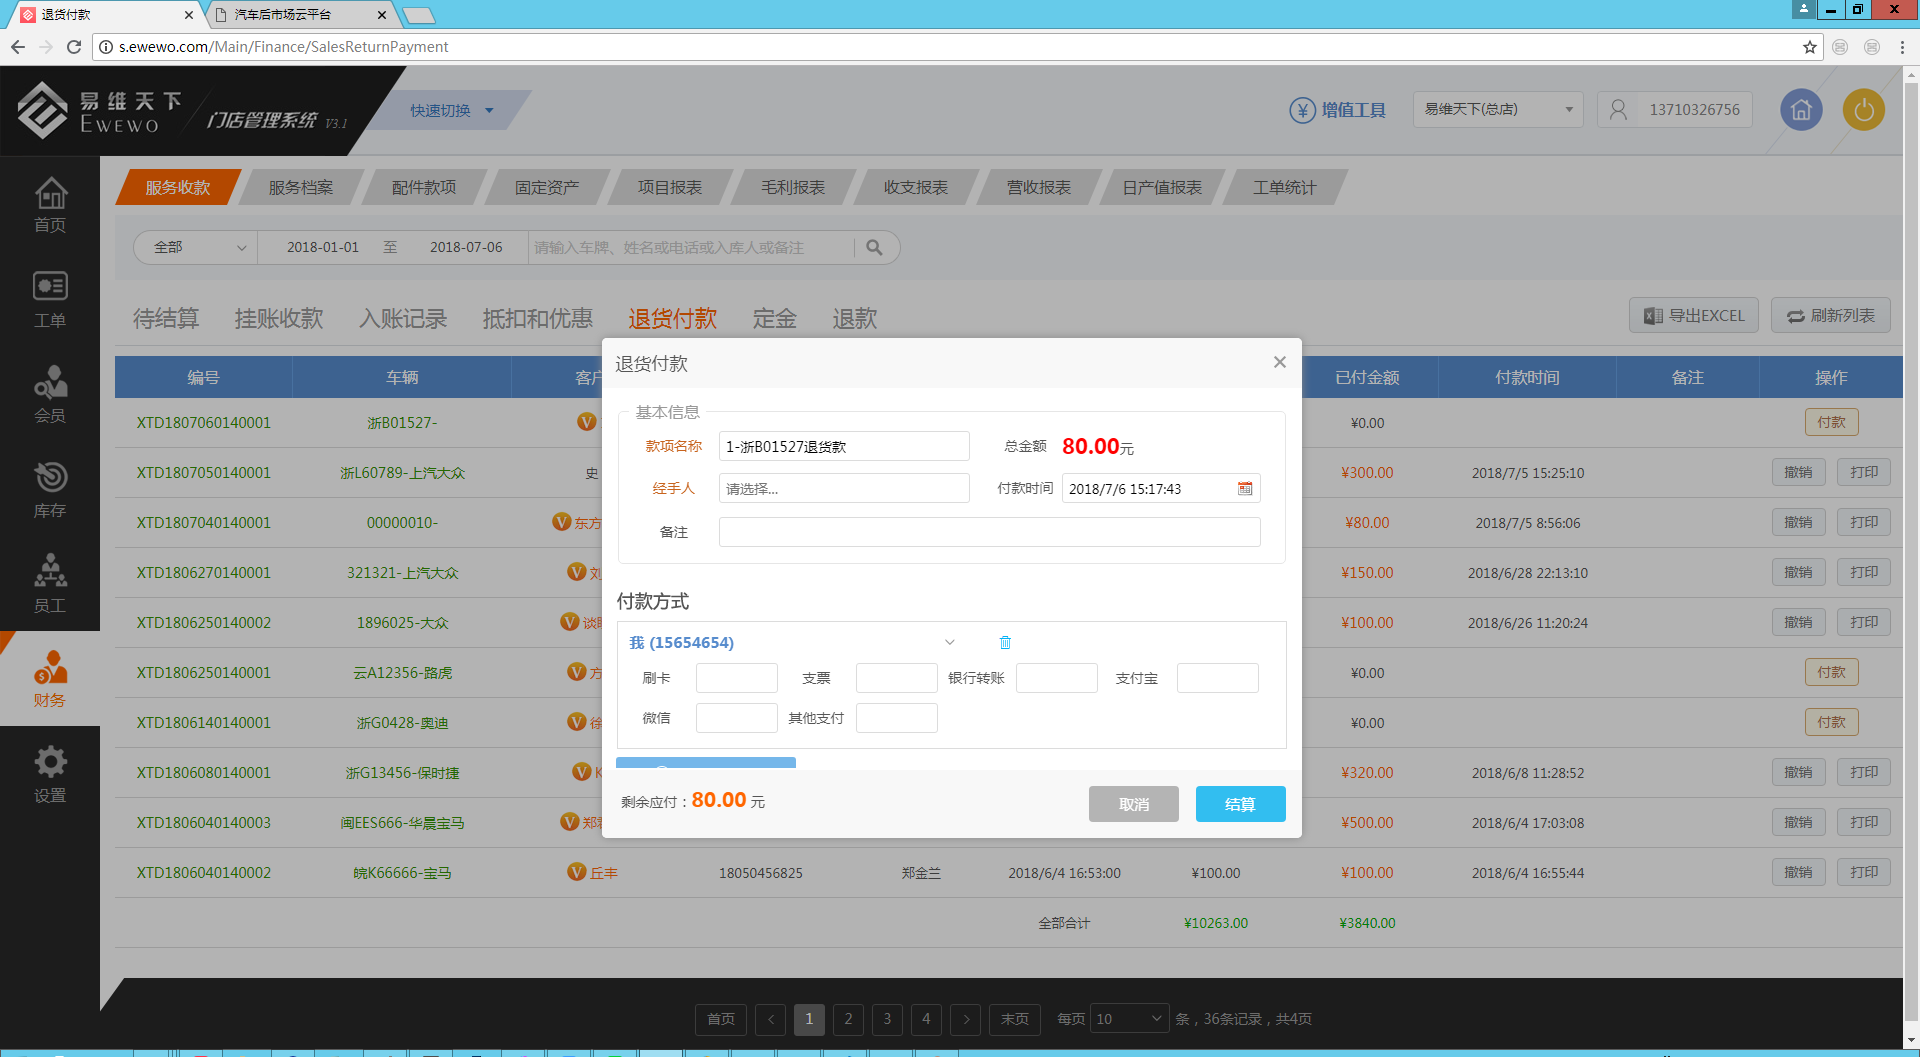 退货付款
汽车后市场云平台
s.ewewo.com/Main/Finance/SalesReturnPayment
易维天下
EWEWO
门店管理系统 V3.1
快速切换
增值工具
易维天下(总店)
13710326756
首页
工单
会员
库存
员工
财务
设置
服务收款 服务档案 配件款项 固定资产 项目报表 毛利报表 收支报表 营收报表 日产值报表 工单统计
全部 2018-01-01 至 2018-07-06 请输入车牌、姓名或电话或入库人或备注
待结算 挂账收款 入账记录 抵扣和优惠 退货付款 定金 退款 导出EXCEL 刷新列表
编号 车辆 客户 已付金额 付款时间 备注 操作
XTD1807060140001 浙B01527- ¥0.00 付款
XTD1807050140001 浙L60789-上汽大众 史 ¥300.00 2018/7/5 15:25:10 撤销 打印
XTD1807040140001 00000010- 东方 ¥80.00 2018/7/5 8:56:06 撤销 打印
XTD1806270140001 321321-上汽大众 刘 ¥150.00 2018/6/28 22:13:10 撤销 打印
XTD1806250140002 1896025-大众 ¥100.00 2018/6/26 11:20:24 撤销 打印
XTD1806250140001 云A12356-路虎 方 ¥0.00 付款
XTD1806140140001 浙G0428-奥迪 徐 ¥0.00 付款
XTD1806080140001 浙G13456-保时捷 K ¥320.00 2018/6/8 11:28:52 撤销 打印
XTD1806040140003 闽EES666-华晨宝马 郑 ¥500.00 2018/6/4 17:03:08 撤销 打印
XTD1806040140002 皖K66666-宝马 丘丰 18050456825 郑金兰 2018/6/4 16:53:00 ¥100.00 ¥100.00 2018/6/4 16:55:44 撤销 打印
全部合计 ¥10263.00 ¥3840.00
退货付款
基本信息
款项名称 1-浙B01527退货款 总金额 80.00元
经手人 请选择... 付款时间 2018/7/6 15:17:43
备注
付款方式
我 (15654654)
刷卡 支票 银行转账 支付宝
微信 其他支付
剩余应付：80.00 元 取消 结算
首页 < 1 2 3 4 > 末页 每页 10 条，36条记录，共4页